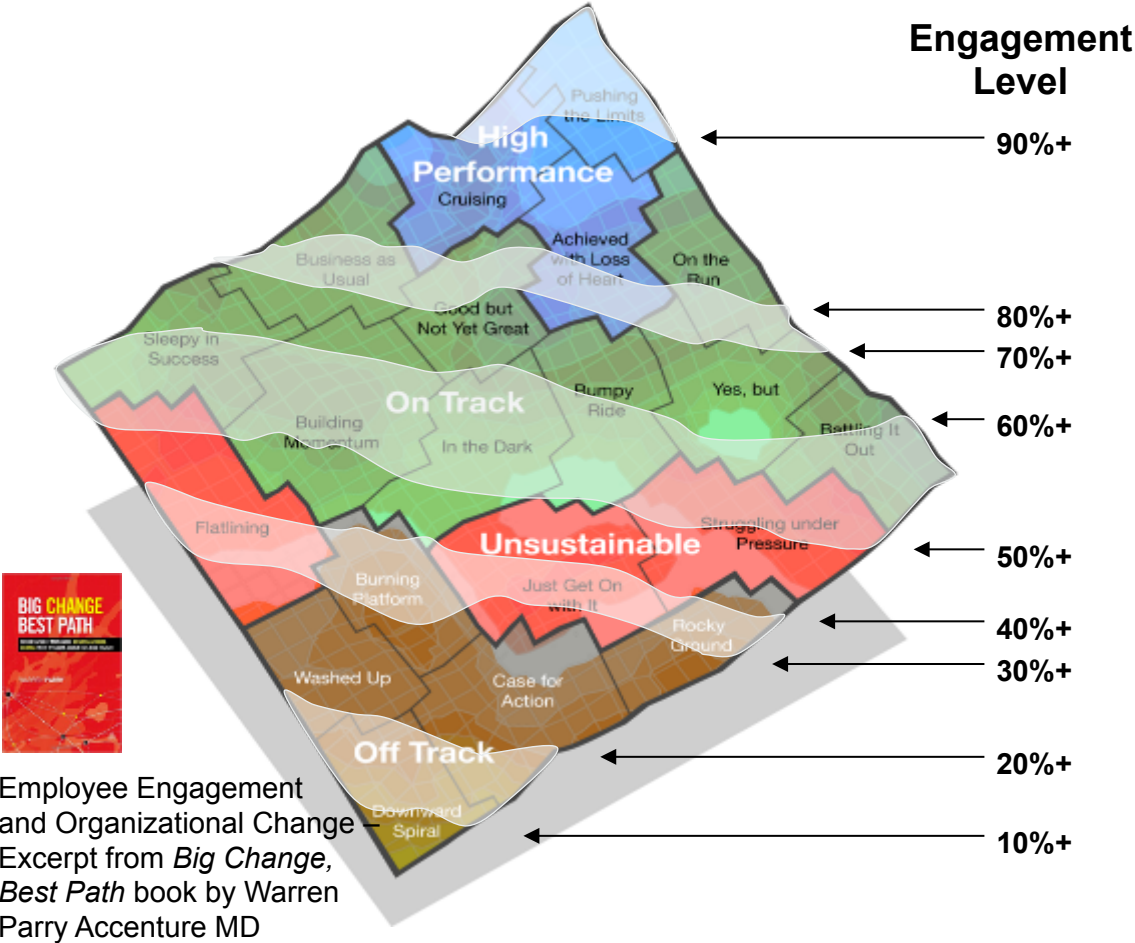 Engagement
Level
Pushing
the Limits
90%+
High
Performance
Cruising
Achieved
with Loss
of Heart
On the
Run
Business as
Usual
80%+
Good but
Not Yet Great
70%+
Sleepy in
Success
Bumpy
Ride
Yes, but
On Track
60%+
Building
Momentum
In the Dark
Battling It
Out
Flatlining
Struggling under
Pressure
Unsustainable
50%+
Burning
Platform
Just Get On
with It
BIG CHANGE
BEST PATH
Rocky
Ground
40%+
30%+
Washed Up
Case for
Action
Off Track
20%+
Downward
Spiral
10%+
Employee Engagement
and Organizational Change –
Excerpt from Big Change,
Best Path book by Warren
Parry Accenture MD